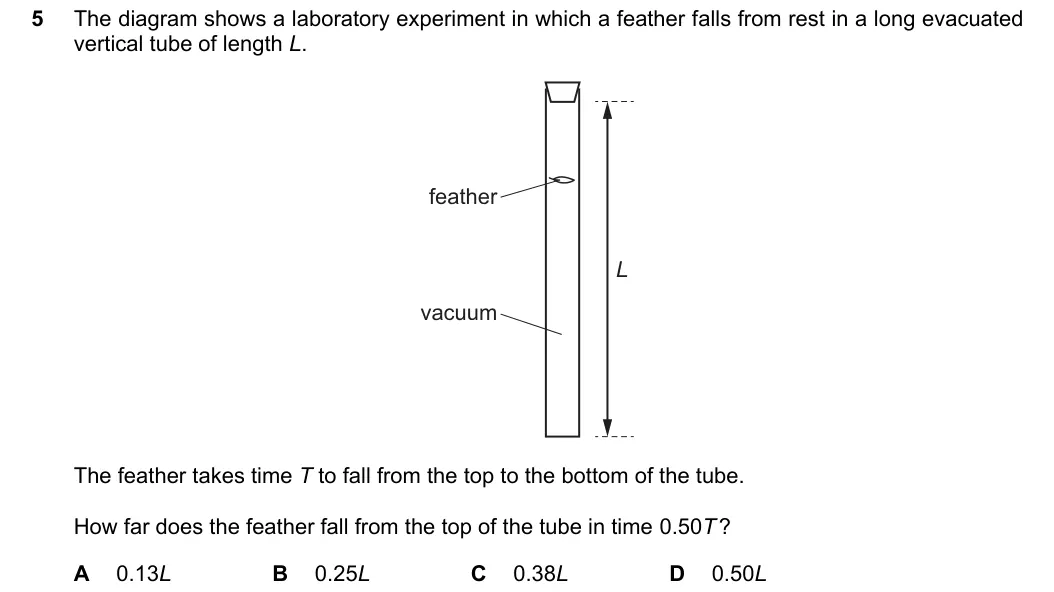 5 The diagram shows a laboratory experiment in which a feather falls from rest in a long evacuated
vertical tube of length L.
feather
L
vacuum
The feather takes time T to fall from the top to the bottom of the tube.
How far does the feather fall from the top of the tube in time 0.50T?
A 0.13L B 0.25L C 0.38L D 0.50L